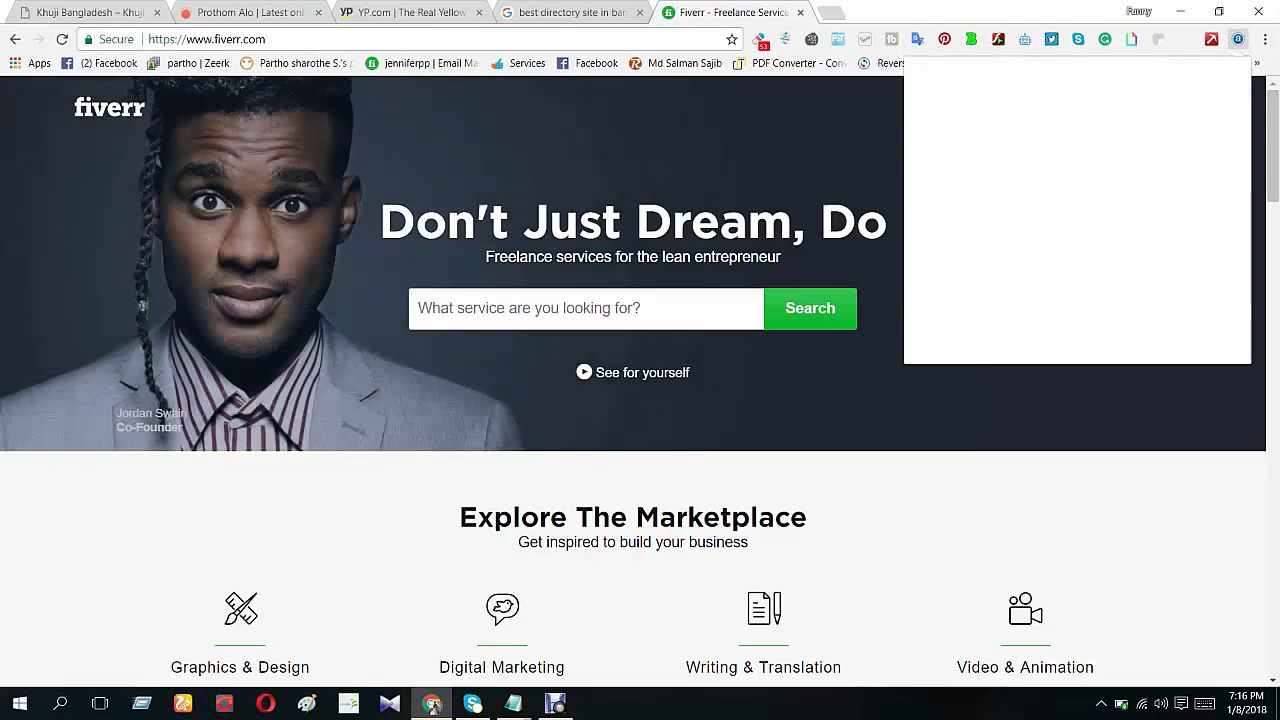 Khuji Bangladesh – Khuji
Prothom Alo | Latest onli
YP.com | The Real Yellow
best directory site in ban
Fiverr - Freelance Service
Funny
Secure
https://www.fiverr.com
53
Apps
(2) Facebook
partho | Zeerk
Partho sharothe S.'s p
jenniferpp | Email Ma
Services
Facebook
Md Salman Sajib
PDF Converter - Con
Revers
»
fiverr
Don't Just Dream, Do
Freelance services for the lean entrepreneur
What service are you looking for?
Search
See for yourself
Jordan Swain
Co-Founder
Explore The Marketplace
Get inspired to build your business
Graphics & Design
Digital Marketing
Writing & Translation
Video & Animation
7:16 PM
1/8/2018